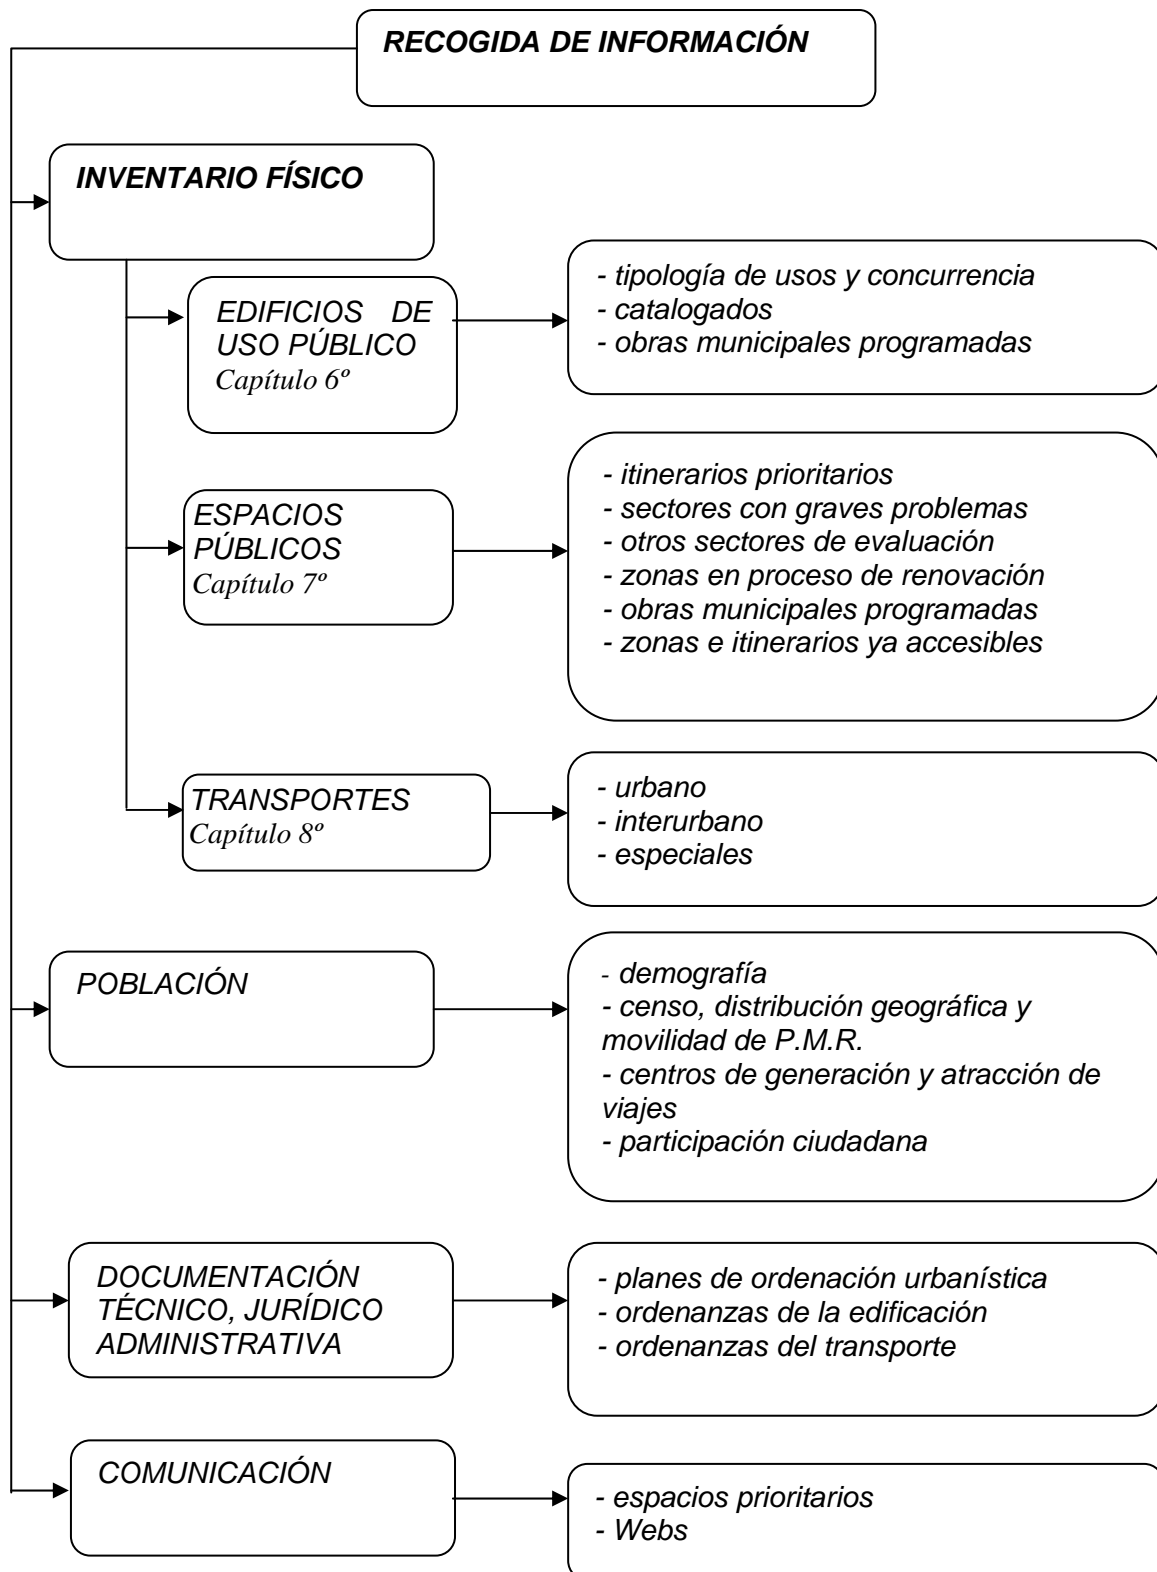 RECOGIDA DE INFORMACIÓN
INVENTARIO FÍSICO
EDIFICIOS DE
USO PÚBLICO
Capítulo 6º
- tipología de usos y concurrencia
- catalogados
- obras municipales programadas
ESPACIOS
PÚBLICOS
Capítulo 7º
- itinerarios prioritarios
- sectores con graves problemas
- otros sectores de evaluación
- zonas en proceso de renovación
- obras municipales programadas
- zonas e itinerarios ya accesibles
TRANSPORTES
Capítulo 8º
- urbano
- interurbano
- especiales
POBLACIÓN
- demografía
- censo, distribución geográfica y
movilidad de P.M.R.
- centros de generación y atracción de
viajes
- participación ciudadana
DOCUMENTACIÓN
TÉCNICO, JURÍDICO
ADMINISTRATIVA
- planes de ordenación urbanística
- ordenanzas de la edificación
- ordenanzas del transporte
COMUNICACIÓN
- espacios prioritarios
- Webs